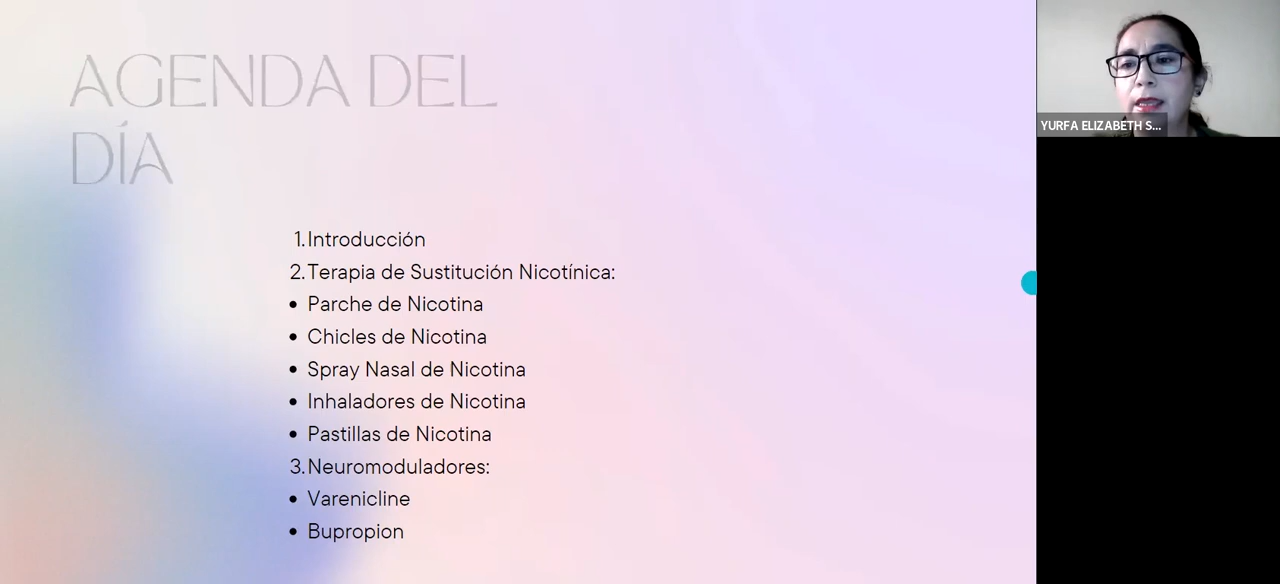 AGENDA DEL
DÍA
1. Introducción
2. Terapia de Sustitución Nicotínica:
• Parche de Nicotina
• Chicles de Nicotina
• Spray Nasal de Nicotina
• Inhaladores de Nicotina
• Pastillas de Nicotina
3. Neuromoduladores:
• Varenicline
• Bupropion
YURFA ELIZABETH S...